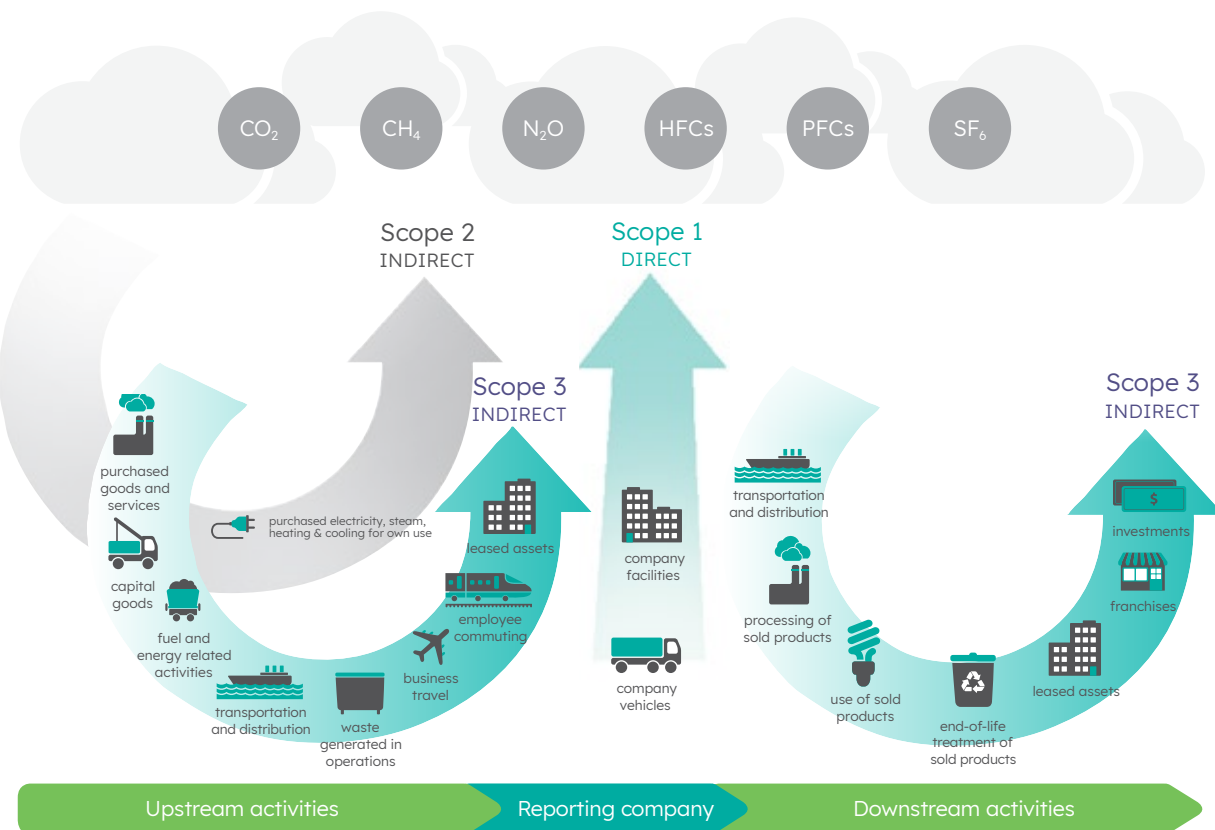 CO₂
CH₄
N₂O
HFCs
PFCs
SF₆
Scope 2
INDIRECT
Scope 1
DIRECT
Scope 3
INDIRECT
Scope 3
INDIRECT
purchased
goods and
services
capital
goods
fuel and
energy related
activities
transportation
and distribution
waste
generated in
operations
business
travel
employee
commuting
leased assets
purchased electricity, steam,
heating & cooling for own use
company
facilities
company
vehicles
transportation
and distribution
processing of
sold products
use of sold
products
end-of-life
treatment of
sold products
leased assets
franchises
$
investments
Upstream activities
Reporting company
Downstream activities